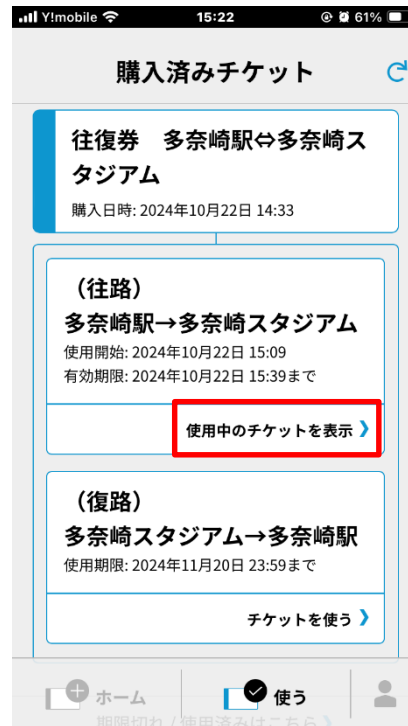 Y!mobile 15:22 61%
購入済みチケット
往復券　多奈崎駅⇔多奈崎ス
タジアム
購入日時: 2024年10月22日 14:33
（往路）
多奈崎駅→多奈崎スタジアム
使用開始: 2024年10月22日 15:09
有効期限: 2024年10月22日 15:39まで
使用中のチケットを表示 》
（復路）
多奈崎スタジアム→多奈崎駅
使用期限: 2024年11月20日 23:59まで
チケットを使う 》
ホーム 使う
期限切れ / 使用済みはこちら 》